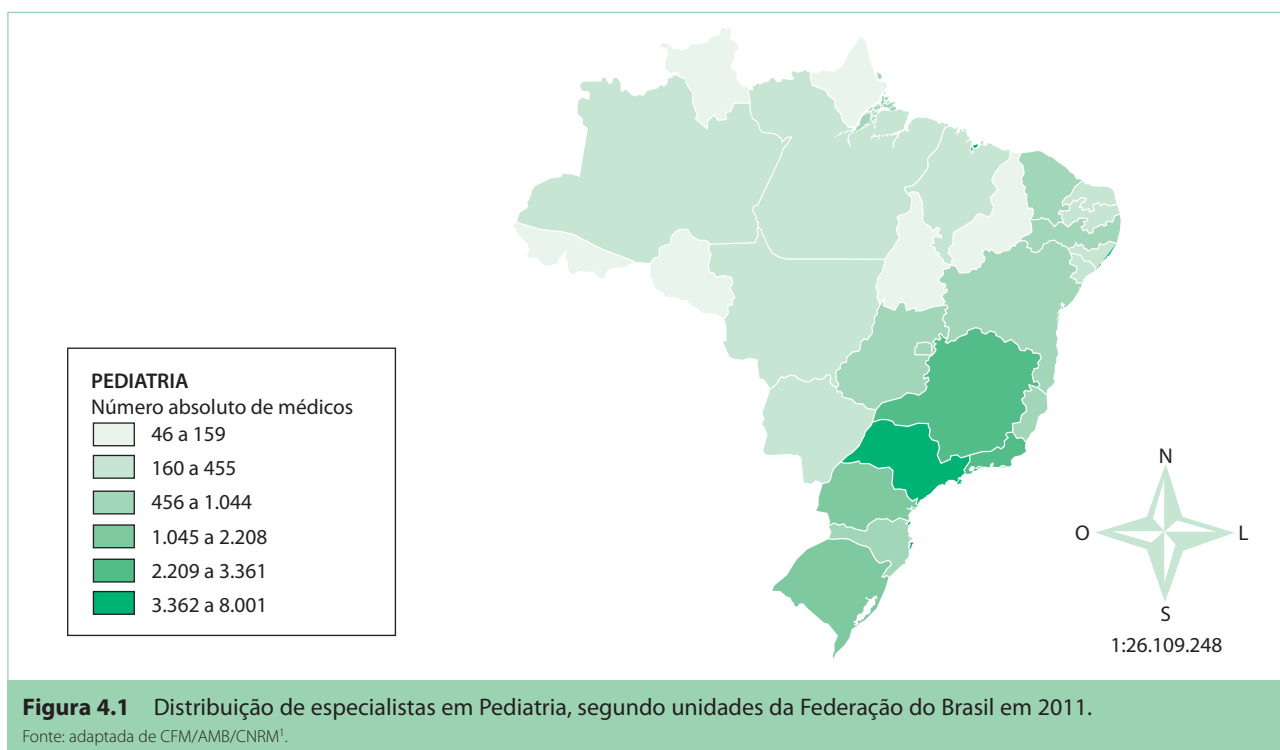 PEDIATRIA
Número absoluto de médicos
46 a 159
160 a 455
456 a 1.044
1.045 a 2.208
2.209 a 3.361
3.362 a 8.001
N
O
L
S
1:26.109.248
Figura 4.1 Distribuição de especialistas em Pediatria, segundo unidades da Federação do Brasil em 2011.
Fonte: adaptada de CFM/AMB/CNRM¹.